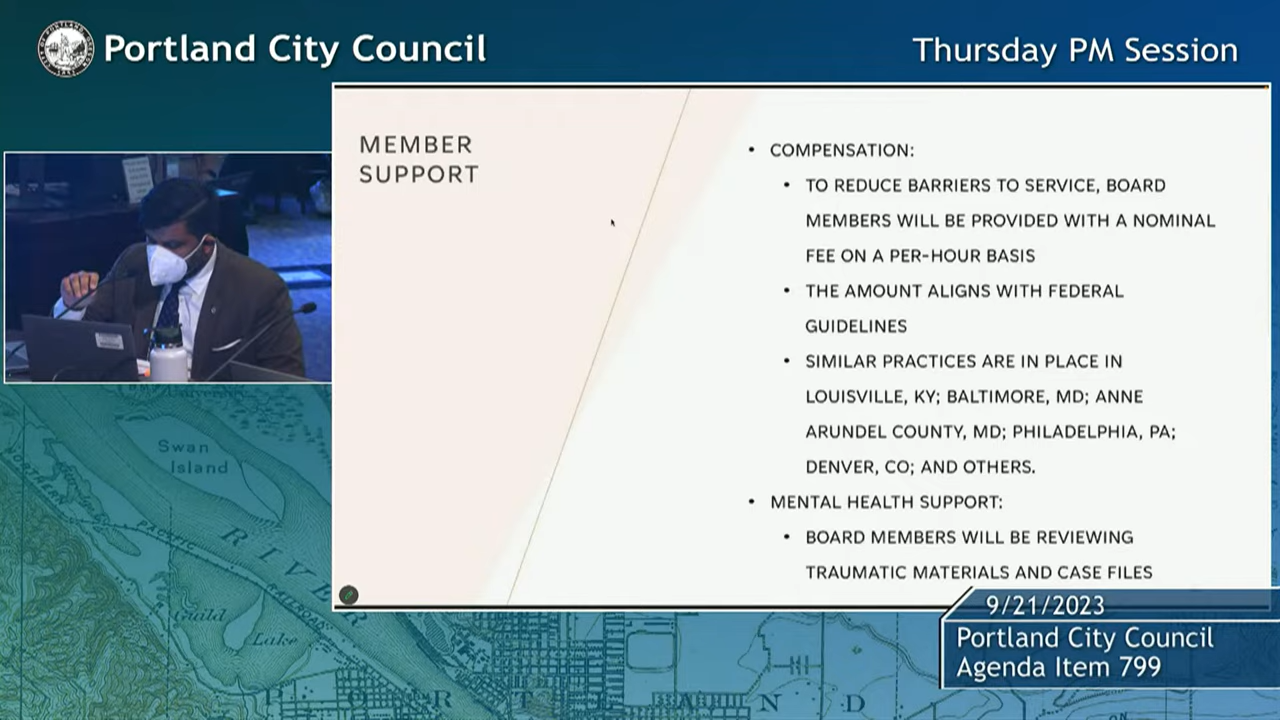 Portland City Council
Thursday PM Session
MEMBER
SUPPORT
• COMPENSATION:
• TO REDUCE BARRIERS TO SERVICE, BOARD
MEMBERS WILL BE PROVIDED WITH A NOMINAL
FEE ON A PER-HOUR BASIS
• THE AMOUNT ALIGNS WITH FEDERAL
GUIDELINES
• SIMILAR PRACTICES ARE IN PLACE IN
LOUISVILLE, KY; BALTIMORE, MD; ANNE
ARUNDEL COUNTY, MD; PHILADELPHIA, PA;
DENVER, CO; AND OTHERS.
• MENTAL HEALTH SUPPORT:
• BOARD MEMBERS WILL BE REVIEWING
TRAUMATIC MATERIALS AND CASE FILES
Swan
Island
NORTHERN
PACIFIC
RIVER
RAILROAD
Guild
Lake
9/21/2023
Portland City Council
Agenda Item 799